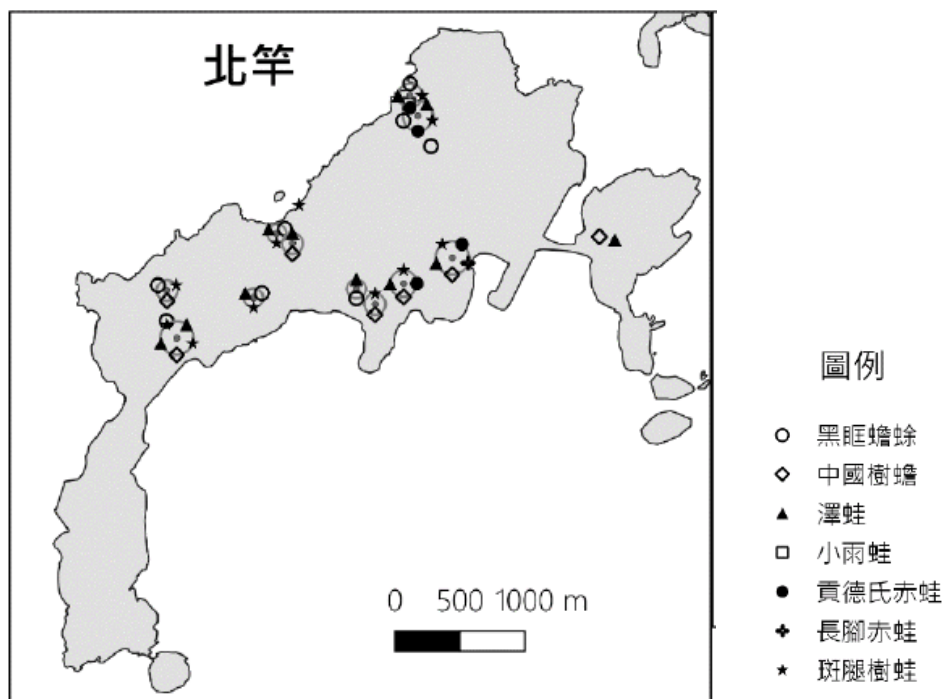 北竿
0 500 1000 m
圖例
黑眶蟾蜍
中國樹蟾
澤蛙
小雨蛙
貢德氏赤蛙
長腳赤蛙
斑腿樹蛙